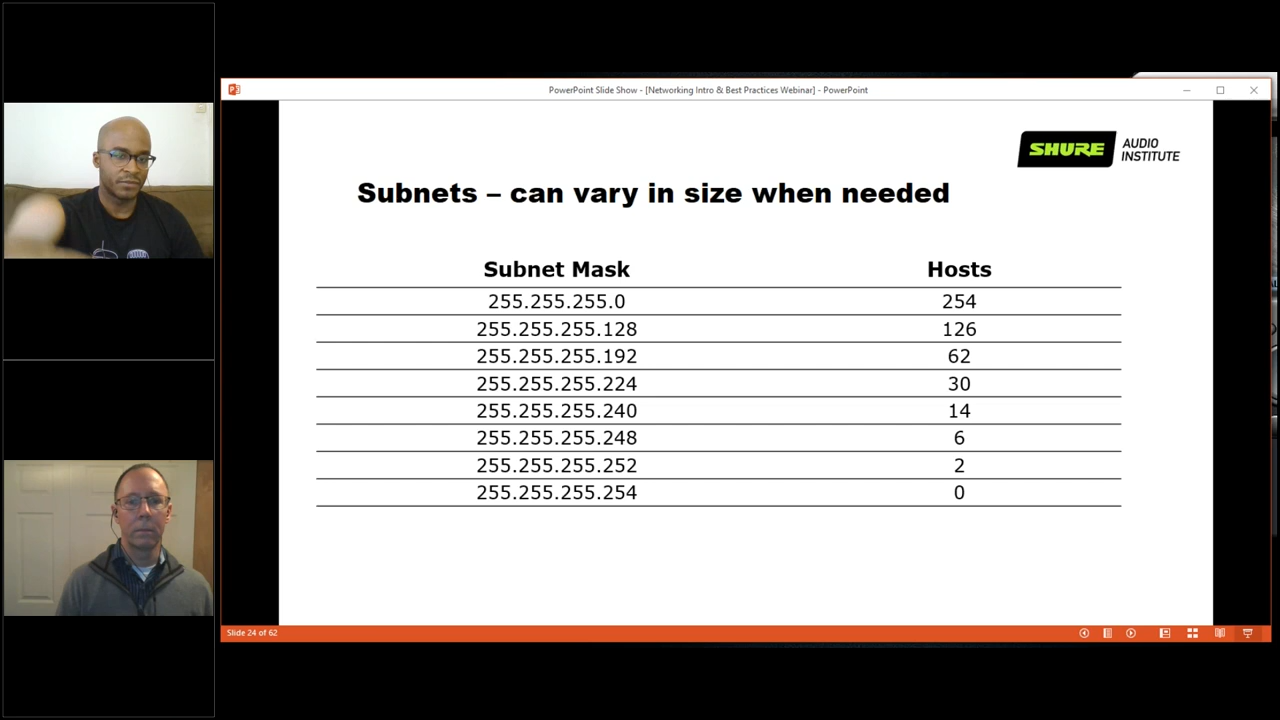 PowerPoint Slide Show - [Networking Intro & Best Practices Webinar] - PowerPoint
SHURE AUDIO INSTITUTE
Subnets – can vary in size when needed
Subnet Mask Hosts
255.255.255.0 254
255.255.255.128 126
255.255.255.192 62
255.255.255.224 30
255.255.255.240 14
255.255.255.248 6
255.255.255.252 2
255.255.255.254 0
Slide 24 of 62